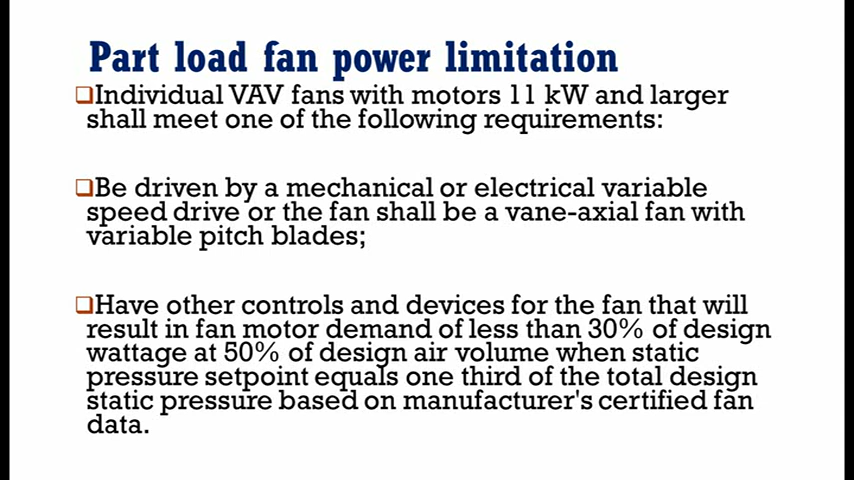 Part load fan power limitation
❑Individual VAV fans with motors 11 kW and larger
shall meet one of the following requirements:
❑Be driven by a mechanical or electrical variable
speed drive or the fan shall be a vane-axial fan with
variable pitch blades;
❑Have other controls and devices for the fan that will
result in fan motor demand of less than 30% of design
wattage at 50% of design air volume when static
pressure setpoint equals one third of the total design
static pressure based on manufacturer's certified fan
data.